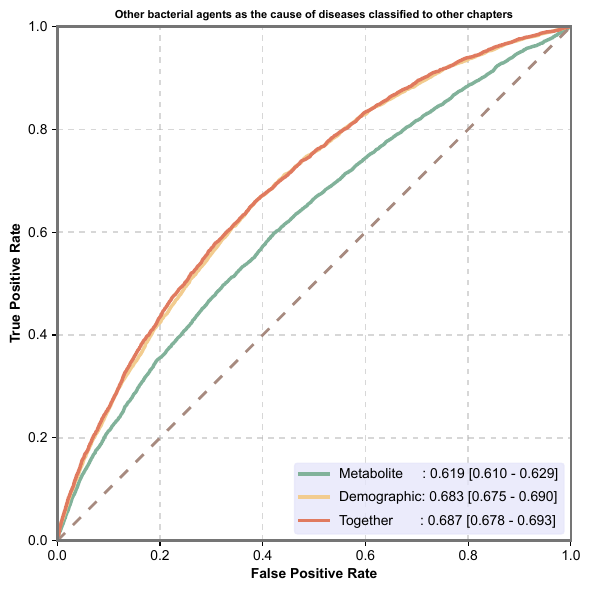 Other bacterial agents as the cause of diseases classified to other chapters
True Positive Rate
1.0
0.8
0.6
0.4
0.2
0.0
Metabolite : 0.619 [0.610 - 0.629]
Demographic: 0.683 [0.675 - 0.690]
Together : 0.687 [0.678 - 0.693]
0.0 0.2 0.4 0.6 0.8 1.0
False Positive Rate